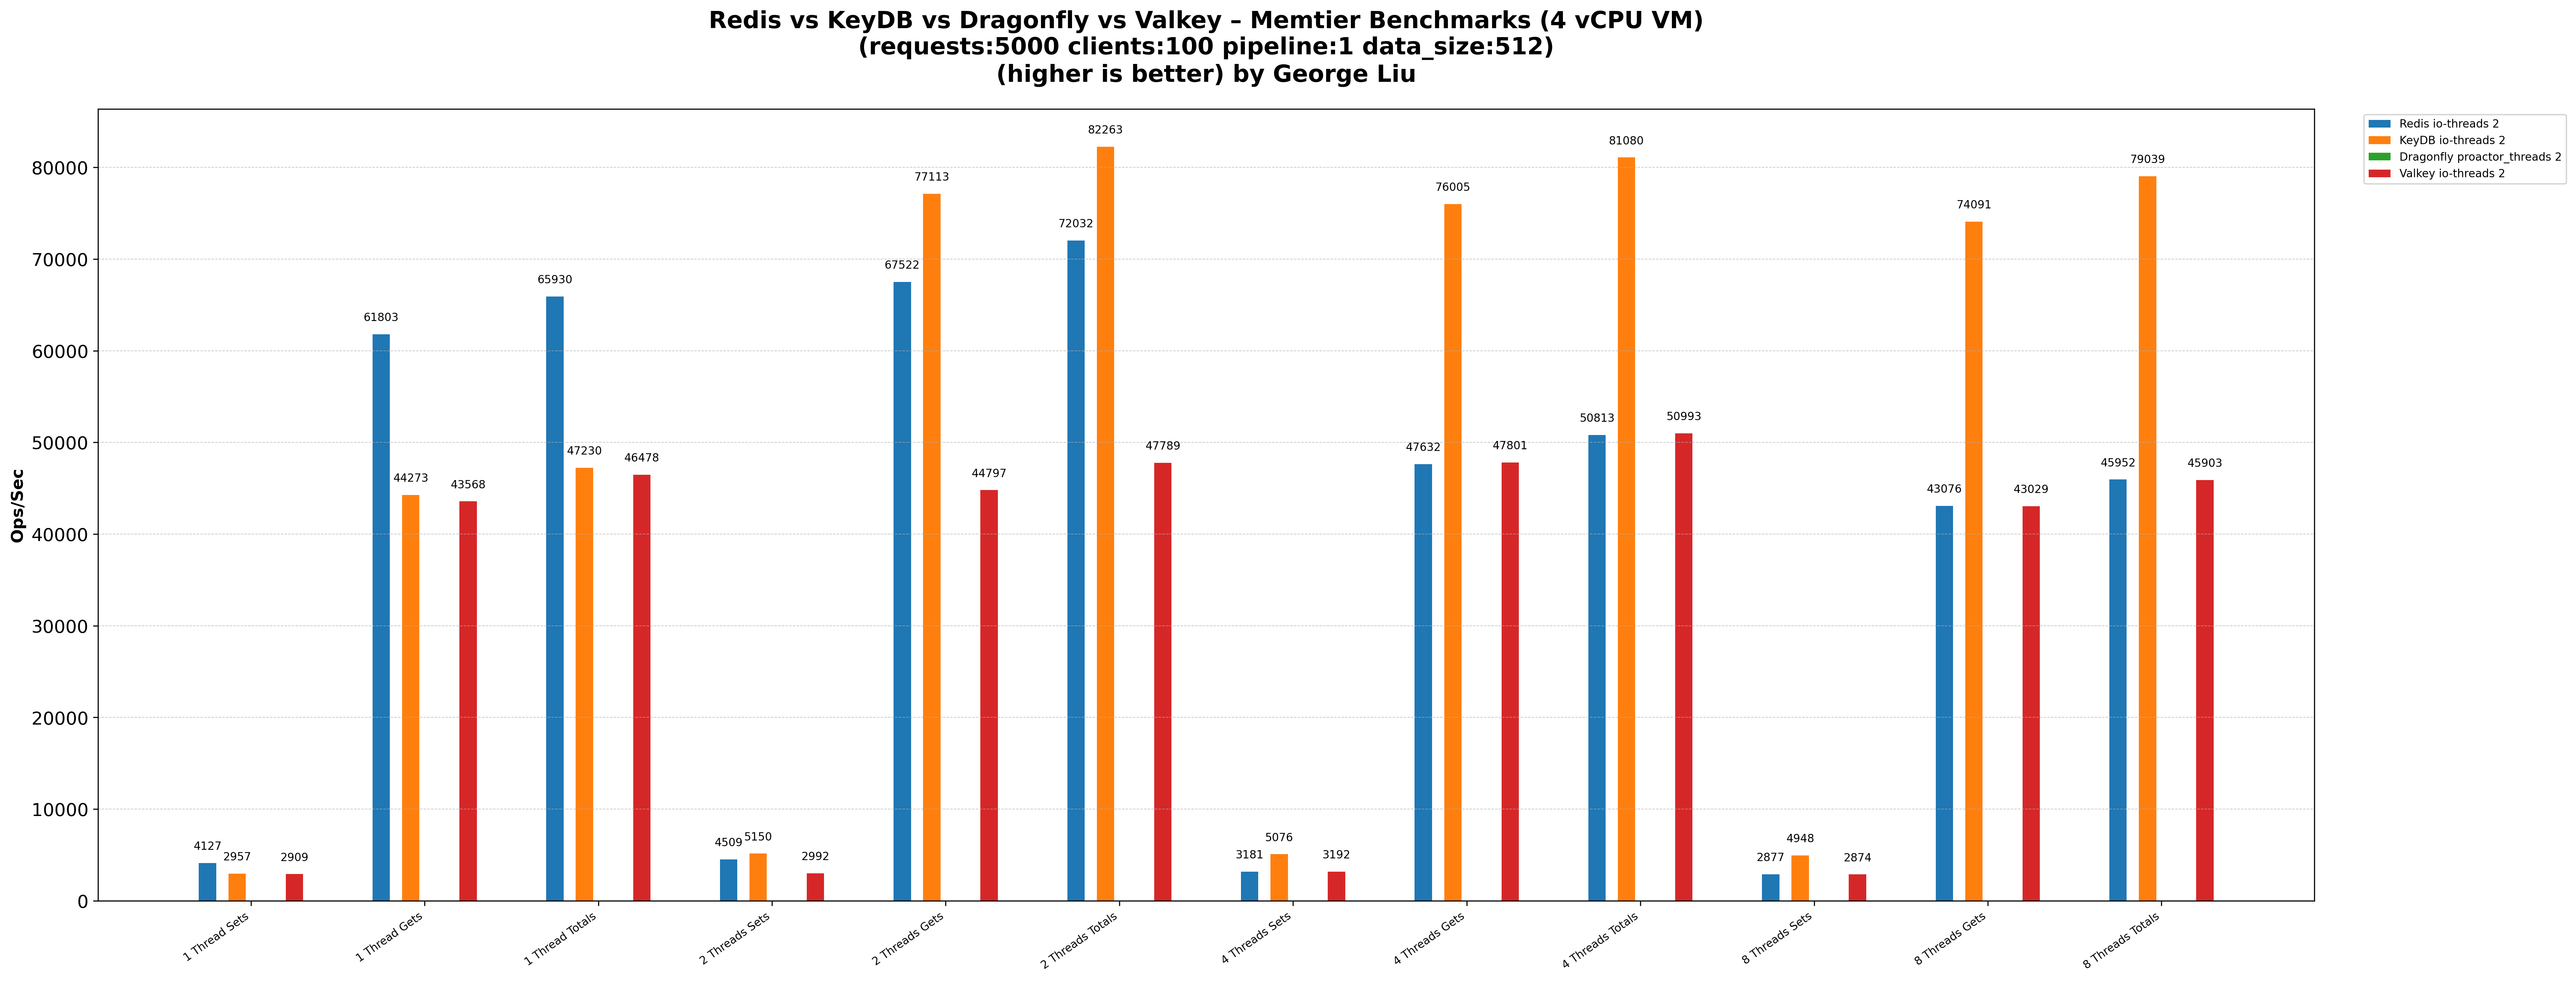 Redis vs KeyDB vs Dragonfly vs Valkey – Memtier Benchmarks (4 vCPU VM)
(requests:5000 clients:100 pipeline:1 data_size:512)
(higher is better) by George Liu
Redis io-threads 2
KeyDB io-threads 2
Dragonfly proactor_threads 2
Valkey io-threads 2
Ops/Sec
80000
70000
60000
50000
40000
30000
20000
10000
0
4127
2957
2909
61803
44273
43568
65930
47230
46478
4509
5150
2992
67522
77113
44797
72032
82263
47789
3181
5076
3192
47632
76005
47801
50813
81080
50993
2877
4948
2874
43076
74091
43029
45952
79039
45903
1 Thread Sets
1 Thread Gets
1 Thread Totals
2 Threads Sets
2 Threads Gets
2 Threads Totals
4 Threads Sets
4 Threads Gets
4 Threads Totals
8 Threads Sets
8 Threads Gets
8 Threads Totals